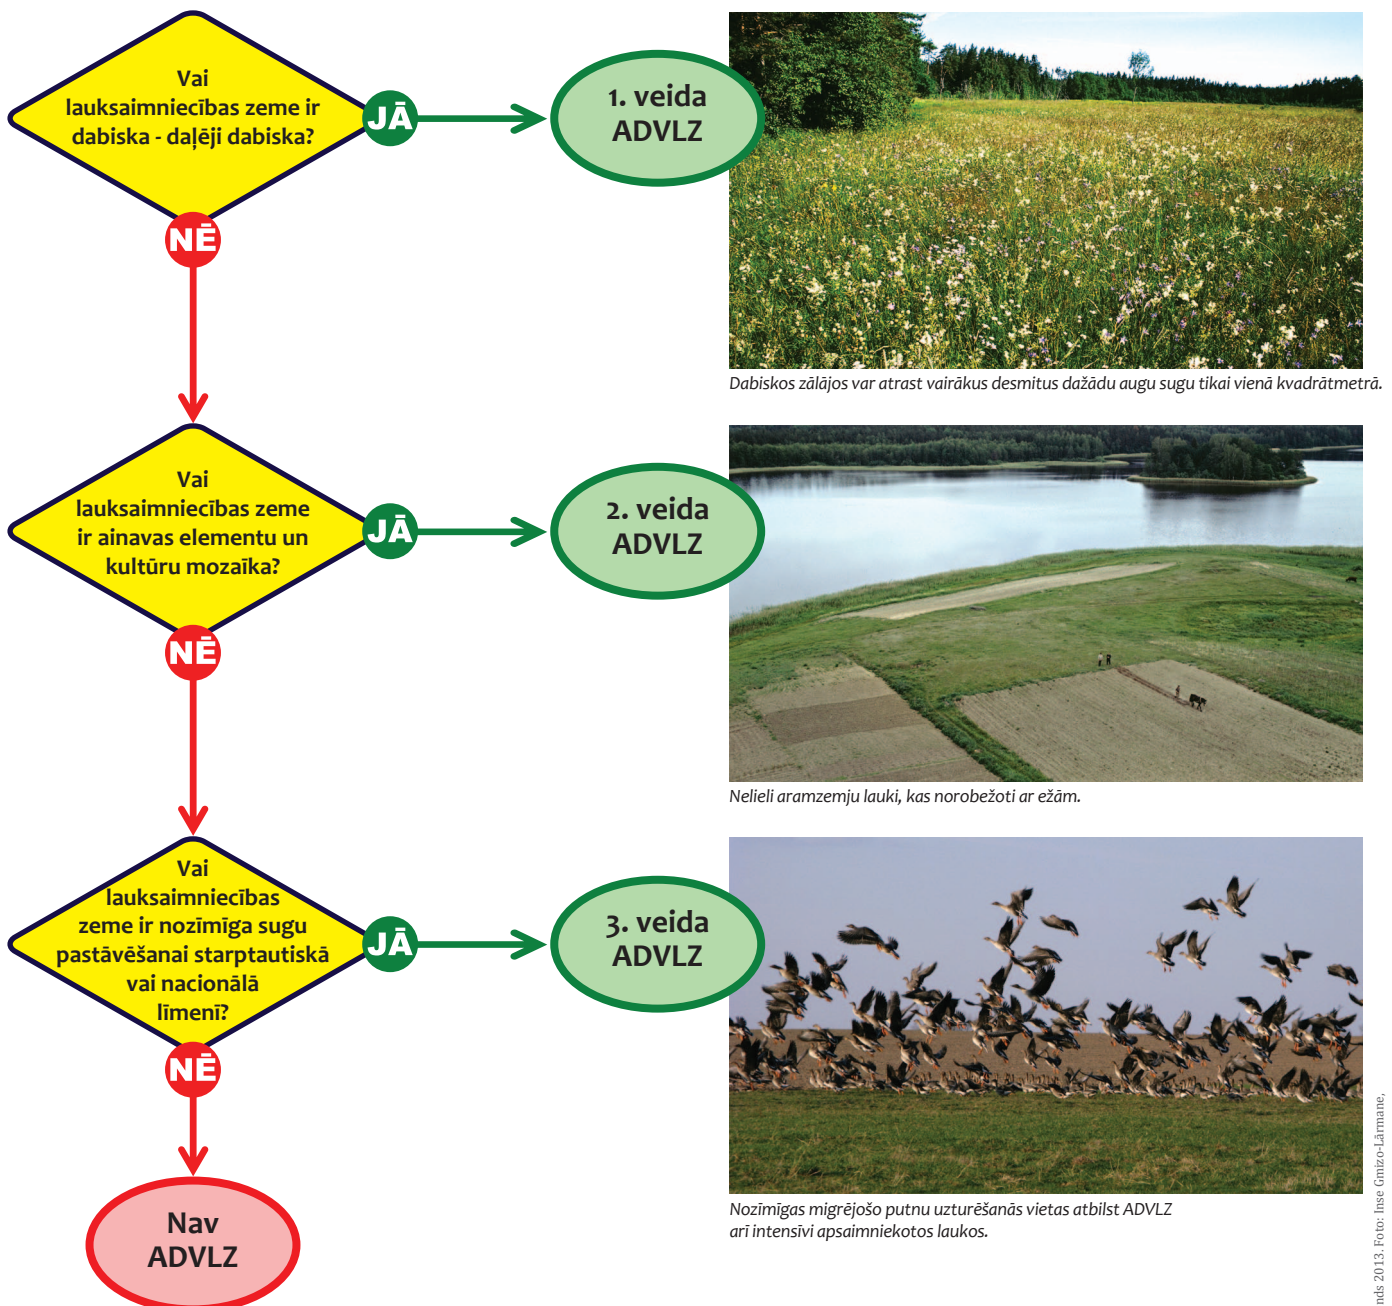 Vai
lauksaimniecības zeme ir
dabiska - daļēji dabiska?
JĀ
1. veida
ADVLZ
NĒ
Dabiskos zālājos var atrast vairākus desmitus dažādu augu sugu tikai vienā kvadrātmetrā.
Vai
lauksaimniecības zeme
ir ainavas elementu un
kultūru mozaīka?
JĀ
2. veida
ADVLZ
NĒ
Nelieli aramzemju lauki, kas norobežoti ar ežām.
Vai
lauksaimniecības
zeme ir nozīmīga sugu
pastāvēšanai starptautiskā
vai nacionālā
līmenī?
JĀ
3. veida
ADVLZ
NĒ
Nozīmīgas migrējošo putnu uzturēšanās vietas atbilst ADVLZ
arī intensīvi apsaimniekotos laukos.
Nav
ADVLZ
nds 2013. Foto: Inse Gmizo-Lārmane,